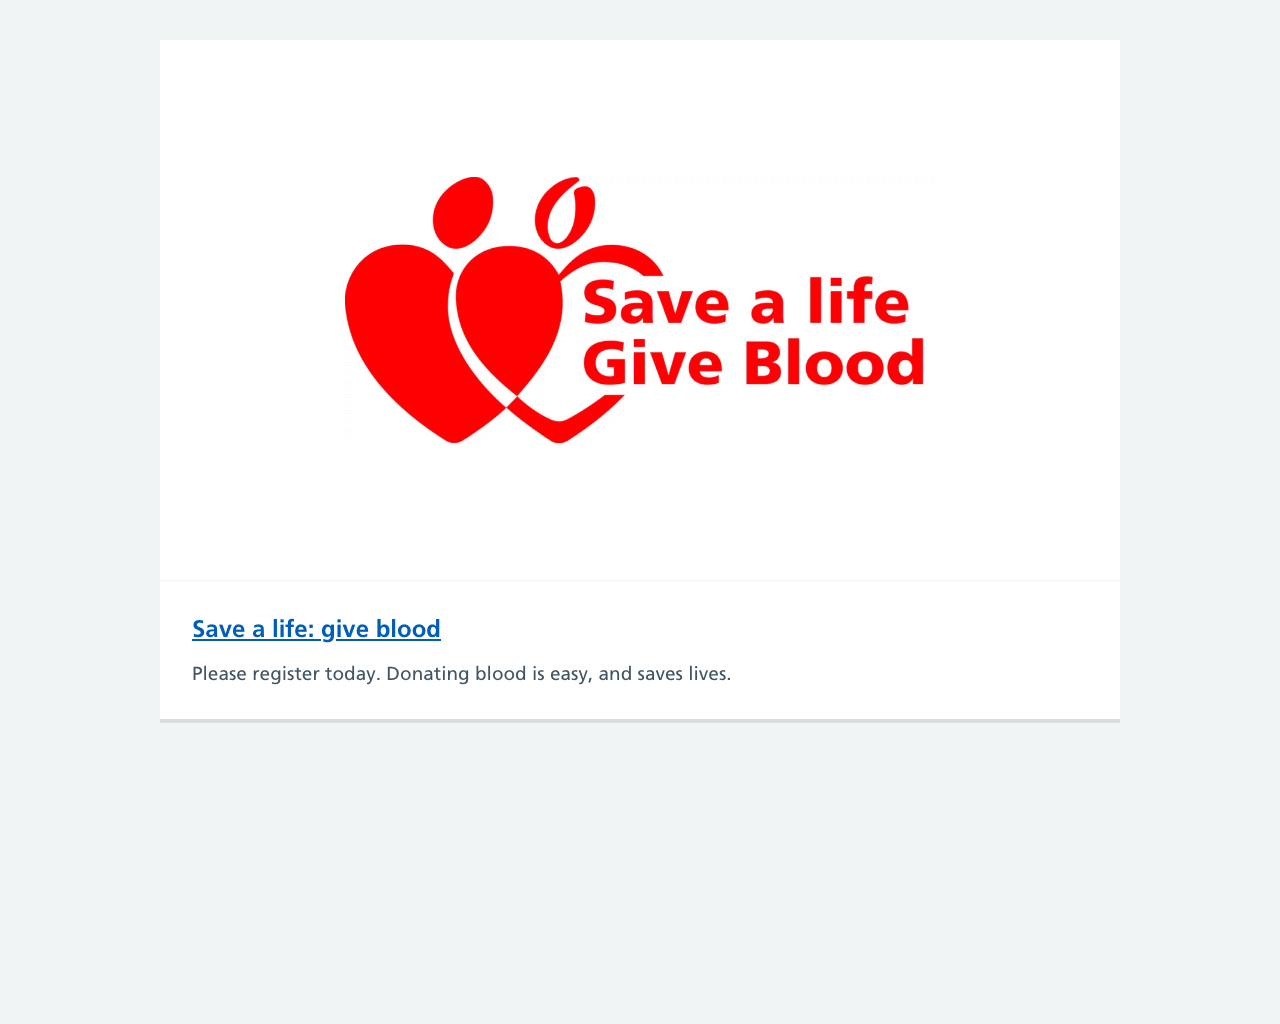 Save a life
Give Blood
Save a life: give blood
Please register today. Donating blood is easy, and saves lives.